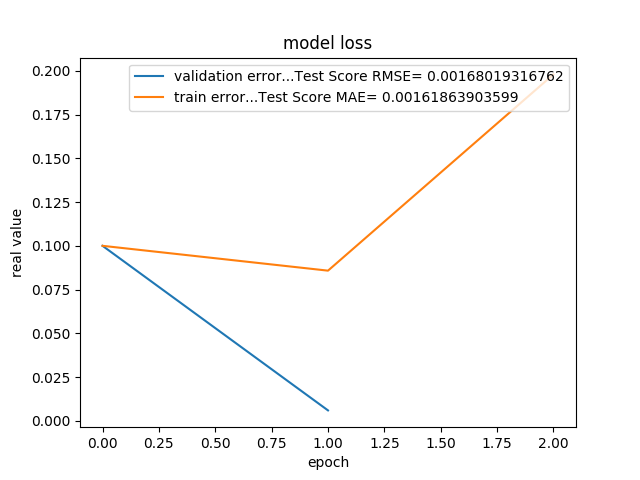 model loss
validation error...Test Score RMSE= 0.00168019316762
train error...Test Score MAE= 0.00161863903599
real value
0.200
0.175
0.150
0.125
0.100
0.075
0.050
0.025
0.000
0.00 0.25 0.50 0.75 1.00 1.25 1.50 1.75 2.00
epoch